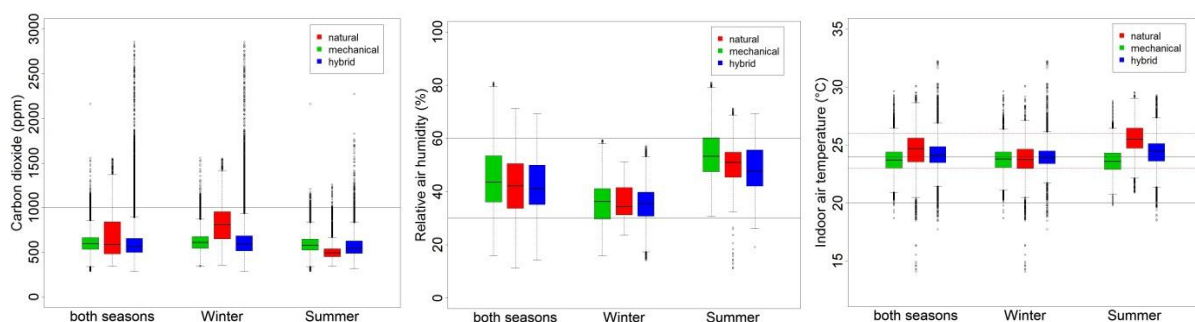 Carbon dioxide (ppm)
3000
2500
2000
1500
1000
500
0
natural
mechanical
hybrid
both seasons Winter Summer
Relative air humidity (%)
100
80
60
40
20
0
natural
mechanical
hybrid
both seasons Winter Summer
Indoor air temperature (°C)
35
30
25
20
15
natural
mechanical
hybrid
both seasons Winter Summer